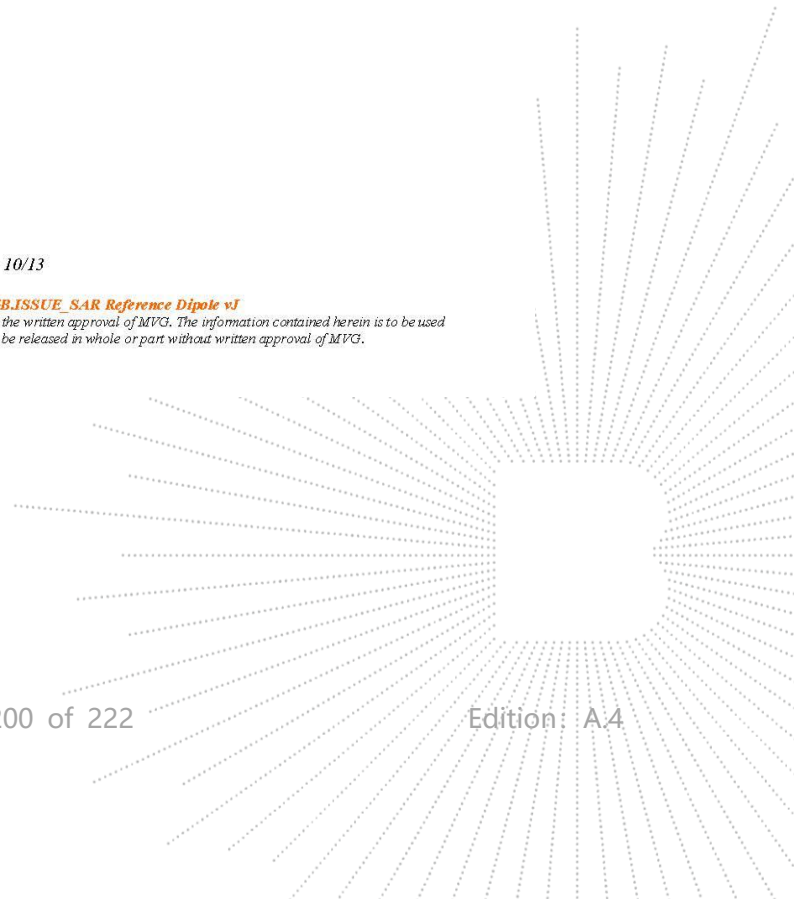 10/13
B.ISSUE_SAR Reference Dipole vJ
the written approval of MVG. The information contained herein is to be used
be released in whole or part without written approval of MVG.
200 of 222 Edition: A.4